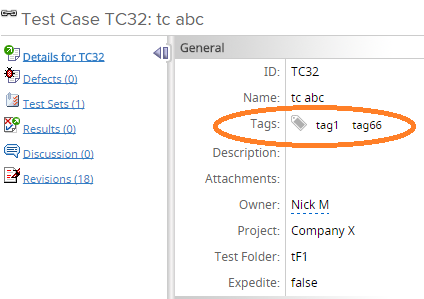 Test Case TC32: tc abc
Details for TC32
Defects (0)
Test Sets (1)
Results (0)
Discussion (0)
Revisions (18)
General
ID: TC32
Name: tc abc
Tags: tag1 tag66
Description:
Attachments:
Owner: Nick M
Project: Company X
Test Folder: tF1
Expedite: false